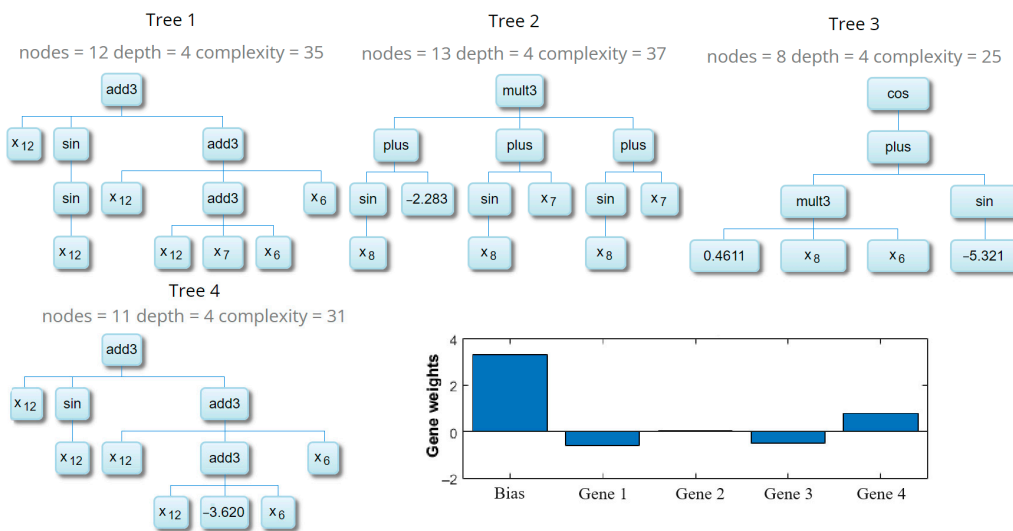 Tree 1
nodes = 12 depth = 4 complexity = 35
add3
x12 sin add3
sin x12 add3 x6
x12 x12 x7 x6
Tree 2
nodes = 13 depth = 4 complexity = 37
mult3
plus plus plus
sin −2.283 sin x7 sin x7
x8 x8 x8
Tree 3
nodes = 8 depth = 4 complexity = 25
cos
plus
mult3 sin
0.4611 x8 x6 −5.321
Tree 4
nodes = 11 depth = 4 complexity = 31
add3
x12 sin add3
x12 x12 add3 x6
x12 −3.620 x6
Gene weights
4
2
0
−2
Bias Gene 1 Gene 2 Gene 3 Gene 4